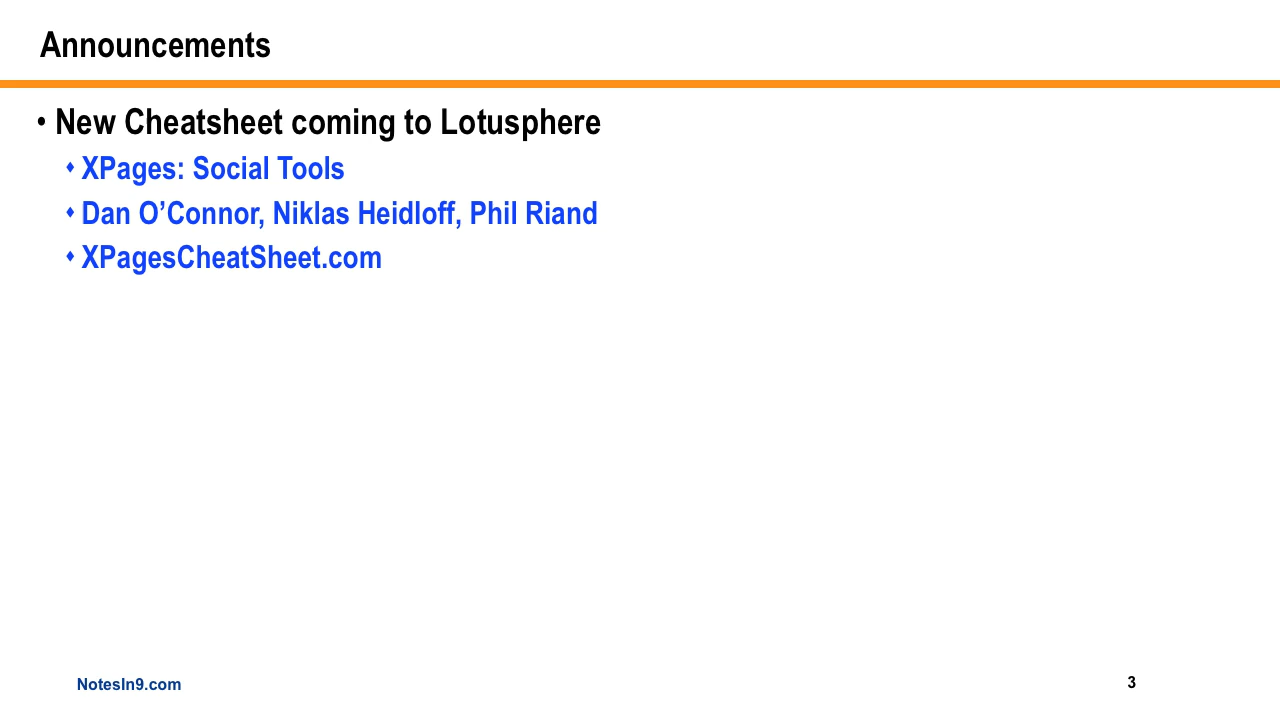 Announcements
• New Cheatsheet coming to Lotusphere
♦ XPages: Social Tools
♦ Dan O’Connor, Niklas Heidloff, Phil Riand
♦ XPagesCheatSheet.com
NotesIn9.com
3